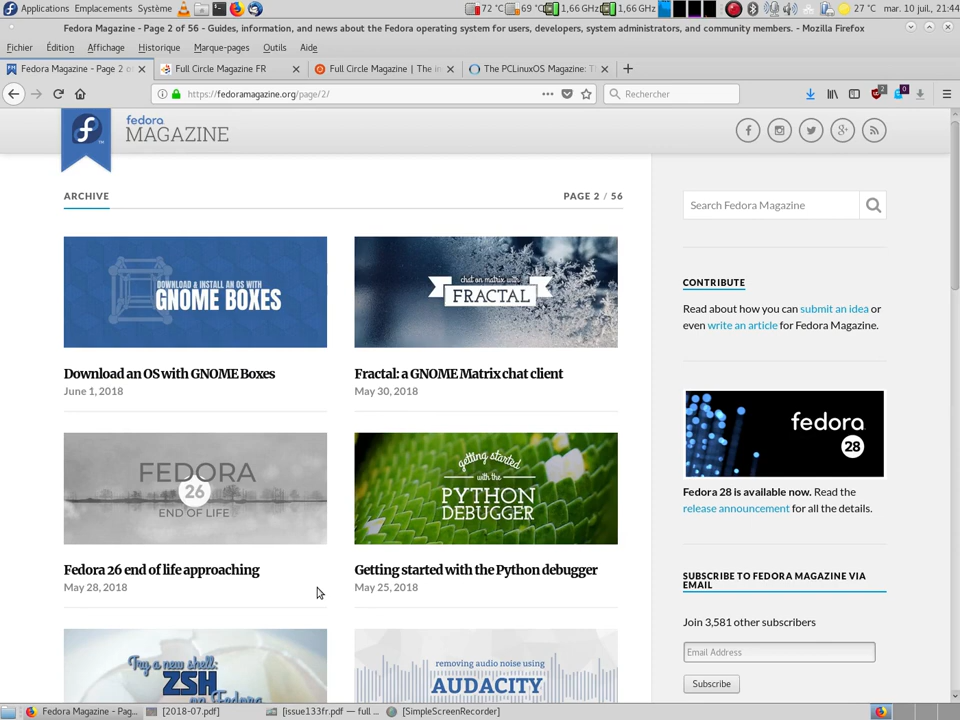 Applications Emplacements Système 72 °C 69 °C 1,66 GHz 1,66 GHz 27 °C mar. 10 juil., 21:44
Fedora Magazine - Page 2 of 56 - Guides, information, and news about the Fedora operating system for users, developers, system administrators, and community members. - Mozilla Firefox
Fichier Édition Affichage Historique Marque-pages Outils Aide
Fedora Magazine - Page 2 o Full Circle Magazine FR Full Circle Magazine | The in The PCLinuxOS Magazine: Th
https://fedoramagazine.org/page/2/ Rechercher 2 0
fedora
MAGAZINE
ARCHIVE PAGE 2 / 56
DOWNLOAD & INSTALL AN OS WITH
GNOME BOXES
chat on matrix with
FRACTAL
Download an OS with GNOME Boxes
June 1, 2018
Fractal: a GNOME Matrix chat client
May 30, 2018
FEDORA
26
END OF LIFE
getting started
with the
PYTHON
DEBUGGER
Fedora 26 end of life approaching
May 28, 2018
Getting started with the Python debugger
May 25, 2018
Try a new shell:
ZSH
on Fedora
removing audio noise using
AUDACITY
Search Fedora Magazine
CONTRIBUTE
Read about how you can submit an idea or
even write an article for Fedora Magazine.
fedora
28
Fedora 28 is available now. Read the
release announcement for all the details.
SUBSCRIBE TO FEDORA MAGAZINE VIA
EMAIL
Join 3,581 other subscribers
Email Address
Subscribe
Fedora Magazine - Pag... [2018-07.pdf] [issue133fr.pdf — full ... [SimpleScreenRecorder]